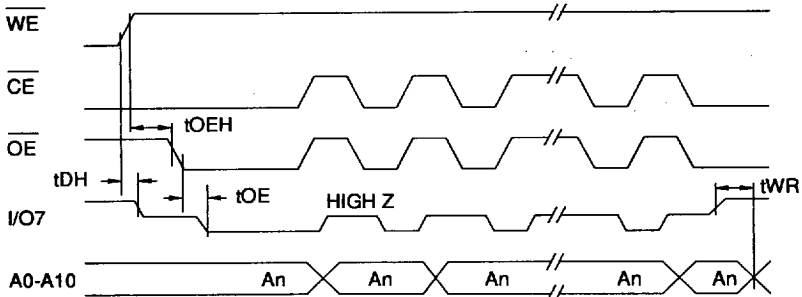 WE
CE
tOEH
OE
tDH
tOE
HIGH Z
tWR
I/O7
A0-A10 An An An An An